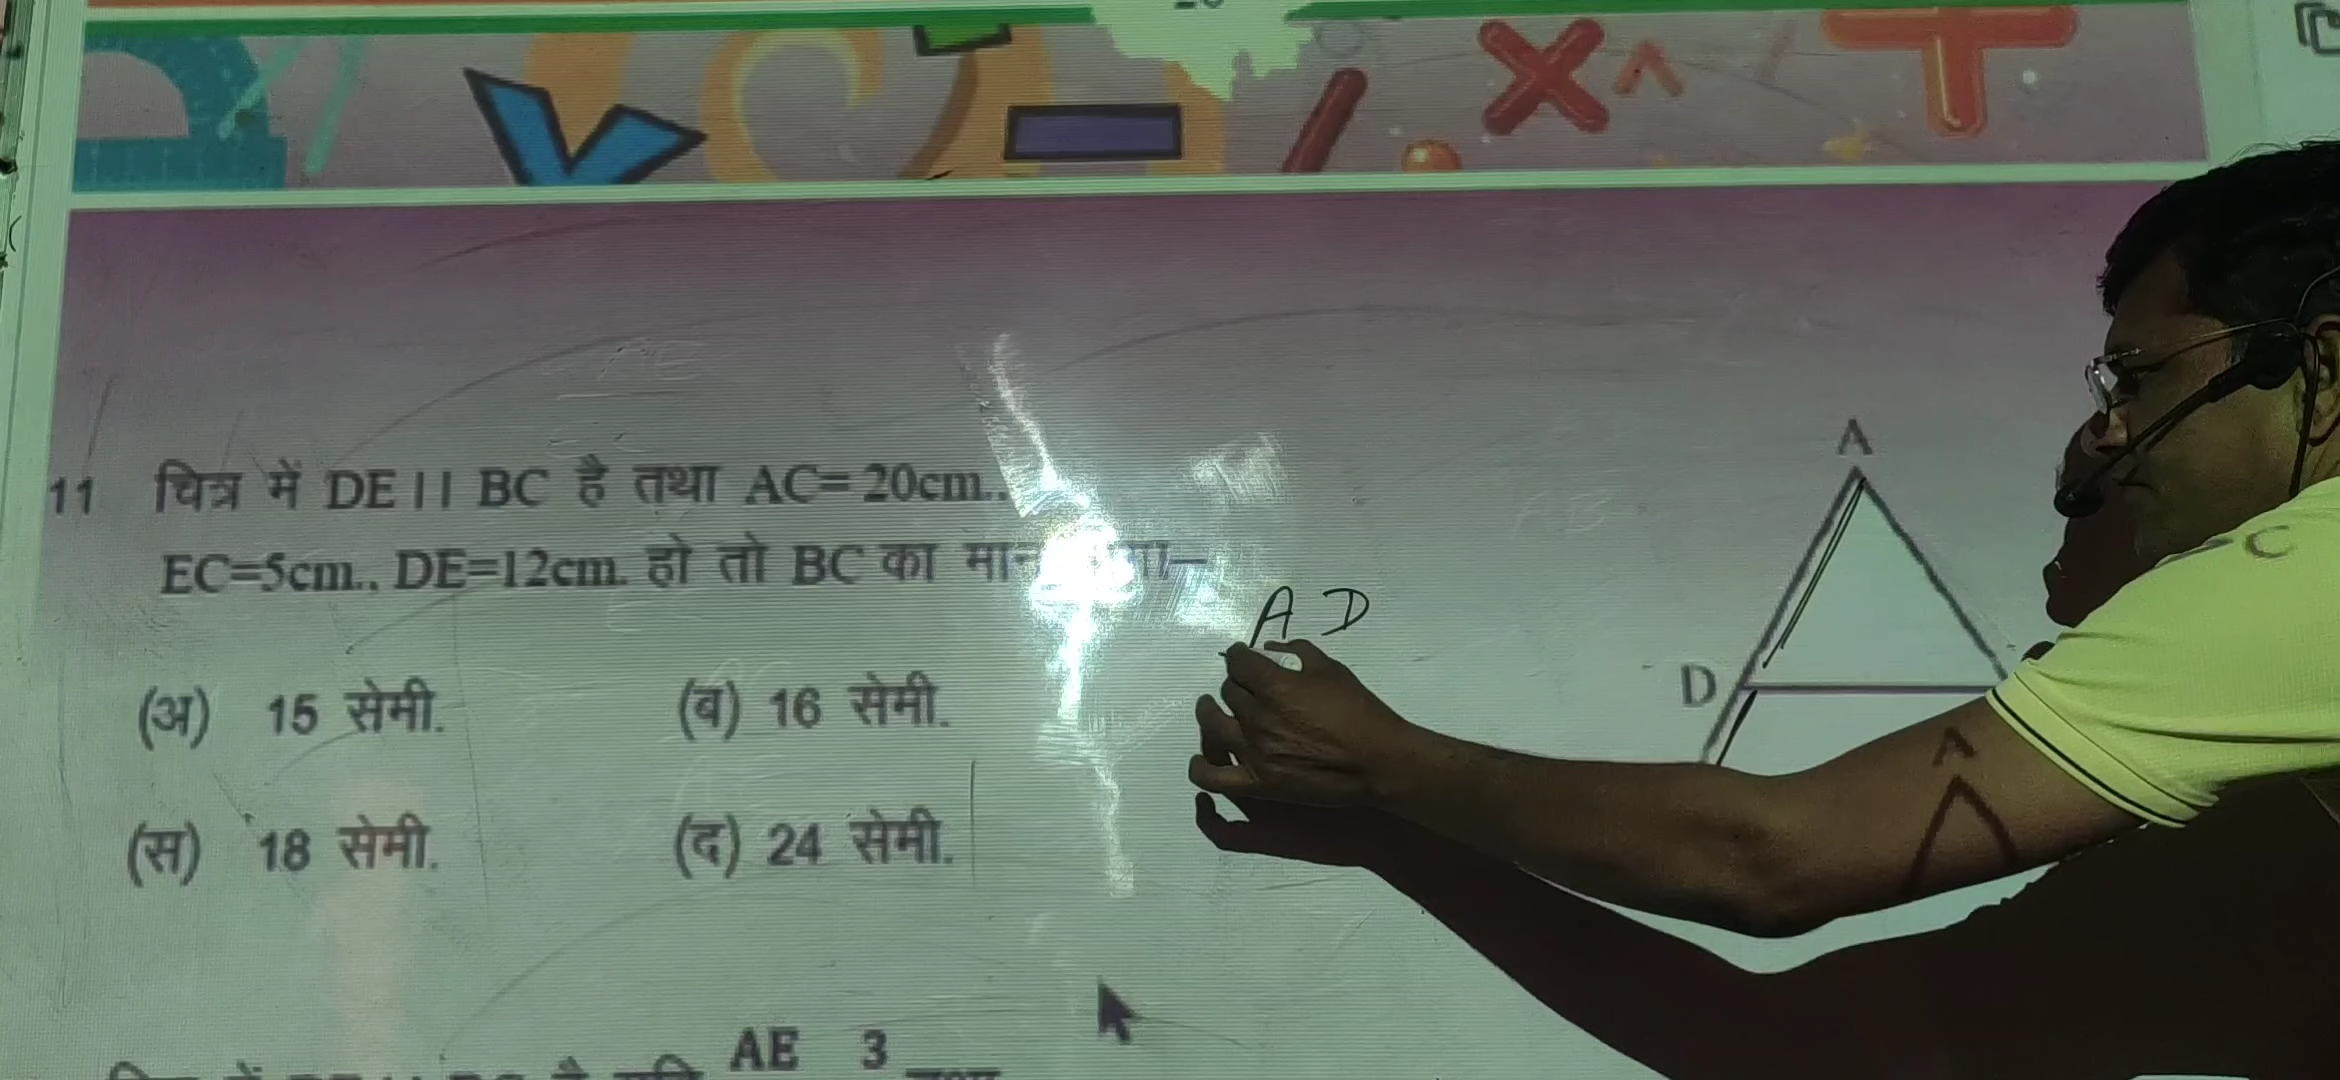 11 चित्र में DE || BC है तथा AC= 20cm..
EC=5cm.. DE=12cm. हो तो BC का
(अ) 15 सेमी. (ब) 16 सेमी.
(स) 18 सेमी. (द) 24 सेमी.
A D
A
D
C
A
AE 3